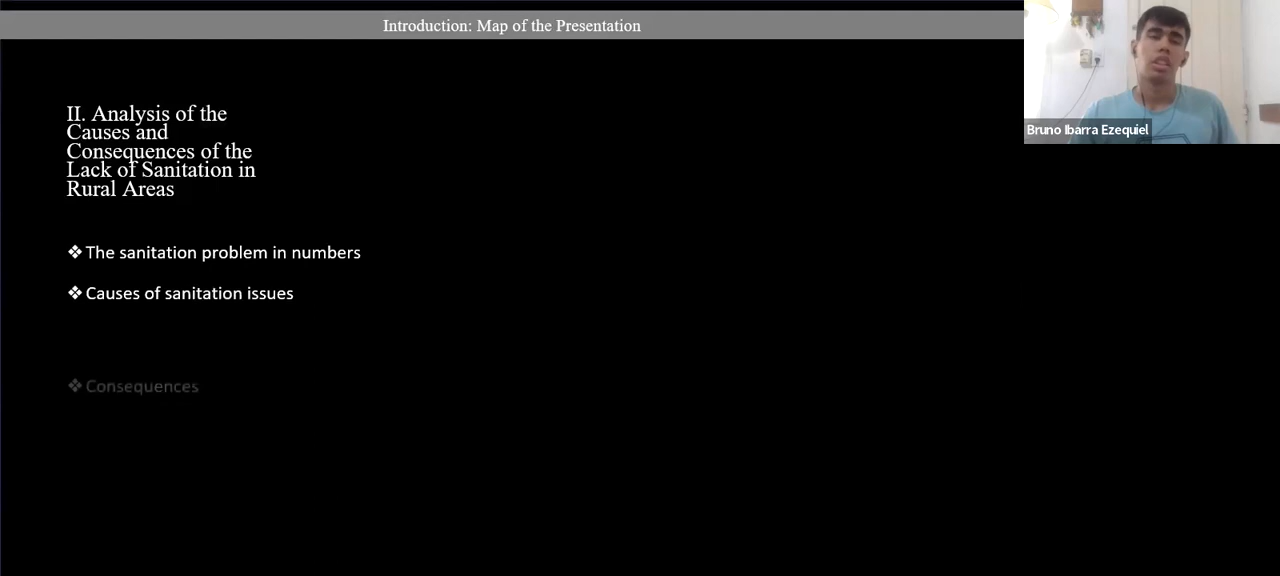 Introduction: Map of the Presentation
Bruno Ibarra Ezequiel
II. Analysis of the
Causes and
Consequences of the
Lack of Sanitation in
Rural Areas
❖ The sanitation problem in numbers
❖ Causes of sanitation issues
❖ Consequences